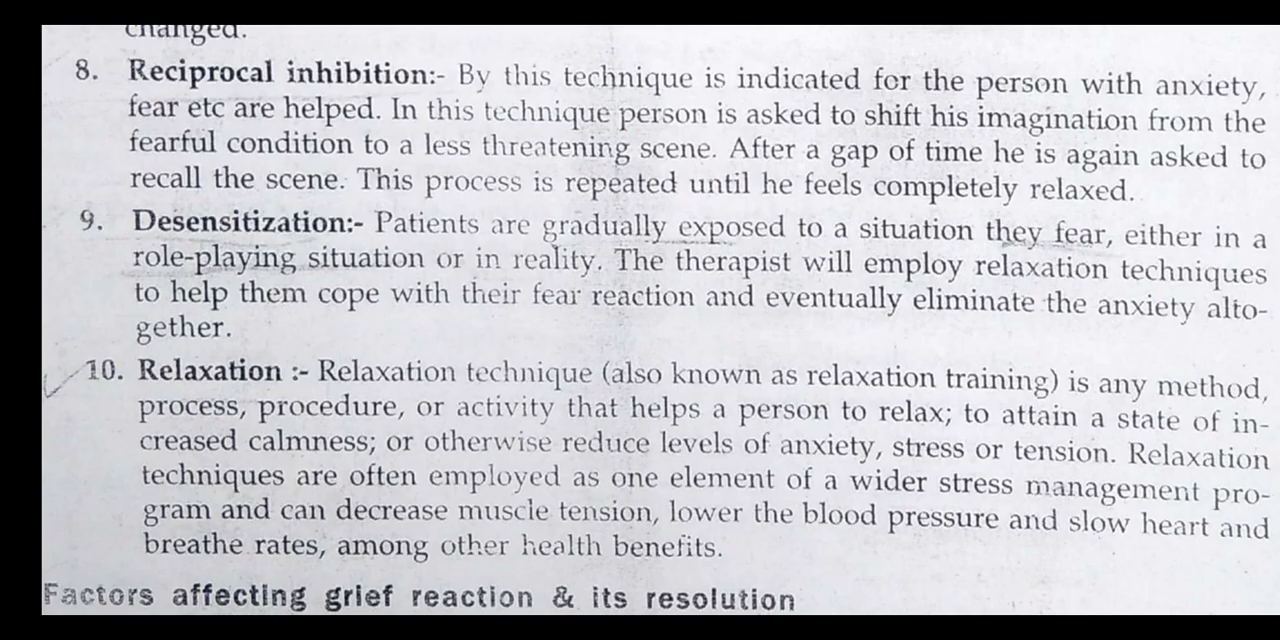 changed.
8. Reciprocal inhibition:- By this technique is indicated for the person with anxiety,
fear etc are helped. In this technique person is asked to shift his imagination from the
fearful condition to a less threatening scene. After a gap of time he is again asked to
recall the scene. This process is repeated until he feels completely relaxed.
9. Desensitization:- Patients are gradually exposed to a situation they fear, either in a
role-playing situation or in reality. The therapist will employ relaxation techniques
to help them cope with their fear reaction and eventually eliminate the anxiety alto-
gether.
10. Relaxation :- Relaxation technique (also known as relaxation training) is any method,
process, procedure, or activity that helps a person to relax; to attain a state of in-
creased calmness; or otherwise reduce levels of anxiety, stress or tension. Relaxation
techniques are often employed as one element of a wider stress management pro-
gram and can decrease muscle tension, lower the blood pressure and slow heart and
breathe rates, among other health benefits.
Factors affecting grief reaction & its resolution